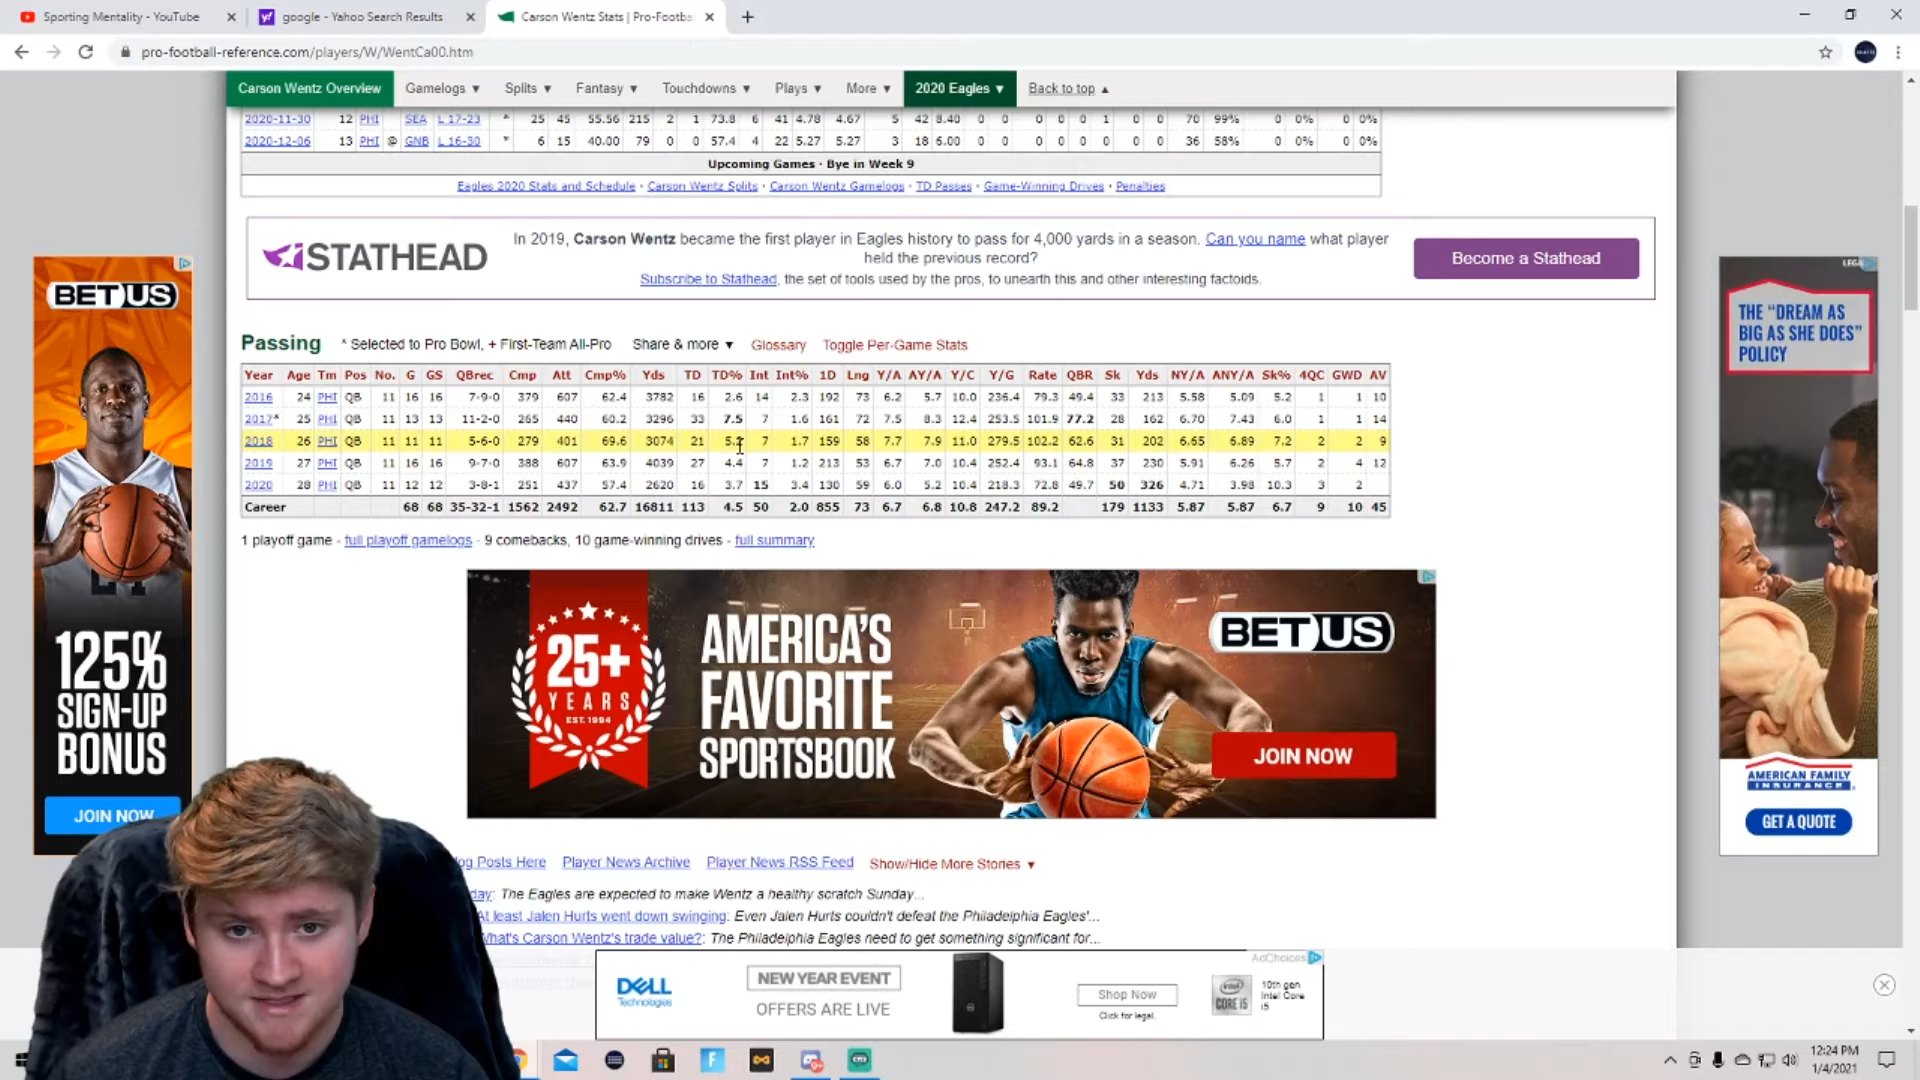 Sporting Mentality - YouTube
google - Yahoo Search Results
Carson Wentz Stats | Pro-Footba
pro-football-reference.com/players/W/WentCa00.htm
Carson Wentz Overview Gamelogs ▼ Splits ▼ Fantasy ▼ Touchdowns ▼ Plays ▼ More ▼ 2020 Eagles ▼ Back to top ▲
2020-11-30 12 PHI SEA L 17-23 * 25 45 55.56 215 2 1 73.8 6 41 4.78 4.67 5 42 8.40 0 0 0 0 0 1 0 0 70 99% 0 0% 0 0%
2020-12-06 13 PHI @ GNB L 16-30 * 6 15 40.00 79 0 0 57.4 4 22 5.27 5.27 3 18 6.00 0 0 0 0 0 0 0 0 36 58% 0 0% 0 0%
Upcoming Games · Bye in Week 9
Eagles 2020 Stats and Schedule · Carson Wentz Splits · Carson Wentz Gamelogs · TD Passes · Game-Winning Drives · Penalties
STATHEAD
In 2019, Carson Wentz became the first player in Eagles history to pass for 4,000 yards in a season. Can you name what player
held the previous record?
Subscribe to Stathead, the set of tools used by the pros, to unearth this and other interesting factoids.
Become a Stathead
Passing * Selected to Pro Bowl, + First-Team All-Pro Share & more ▼ Glossary Toggle Per-Game Stats
Year Age Tm Pos No. G GS QBrec Cmp Att Cmp% Yds TD TD% Int Int% 1D Lng Y/A AY/A Y/C Y/G Rate QBR Sk Yds NY/A ANY/A Sk% 4QC GWD AV
2016 24 PHI QB 11 16 16 7-9-0 379 607 62.4 3782 16 2.6 14 2.3 192 73 6.2 5.7 10.0 236.4 79.3 49.4 33 213 5.58 5.09 5.2 1 1 10
2017* 25 PHI QB 11 13 13 11-2-0 265 440 60.2 3296 33 7.5 7 1.6 161 72 7.5 8.3 12.4 253.5 101.9 77.2 28 162 6.70 7.43 6.0 1 1 14
2018 26 PHI QB 11 11 11 5-6-0 279 401 69.6 3074 21 5.2 7 1.7 159 58 7.7 7.9 11.0 279.5 102.2 62.6 31 202 6.65 6.89 7.2 2 2 9
2019 27 PHI QB 11 16 16 9-7-0 388 607 63.9 4039 27 4.4 7 1.2 213 53 6.7 7.0 10.4 252.4 93.1 64.8 37 230 5.91 6.26 5.7 2 4 12
2020 28 PHI QB 11 12 12 3-8-1 251 437 57.4 2620 16 3.7 15 3.4 130 59 6.0 5.2 10.4 218.3 72.8 49.7 50 326 4.71 3.98 10.3 3 2
Career 68 68 35-32-1 1562 2492 62.7 16811 113 4.5 50 2.0 855 73 6.7 6.8 10.8 247.2 89.2 179 1133 5.87 5.87 6.7 9 10 45
1 playoff game - full playoff gamelogs - 9 comebacks, 10 game-winning drives - full summary
BETUS
125%
SIGN-UP
BONUS
JOIN NOW
25+
YEARS
EST. 1994
AMERICA'S
FAVORITE
SPORTSBOOK
BETUS
JOIN NOW
LEGAL
THE "DREAM AS
BIG AS SHE DOES"
POLICY
AMERICAN FAMILY
INSURANCE
GET A QUOTE
Posts Here Player News Archive Player News RSS Feed Show/Hide More Stories ▼
day: The Eagles are expected to make Wentz a healthy scratch Sunday...
At least Jalen Hurts went down swinging: Even Jalen Hurts couldn't defeat the Philadelphia Eagles'...
What's Carson Wentz's trade value?: The Philadelphia Eagles need to get something significant for...
DELL
Technologies
NEW YEAR EVENT
OFFERS ARE LIVE
Shop Now
Click for legal.
AdChoices
intel
CORE i5
10th gen
Intel Core
i5
12:24 PM
1/4/2021